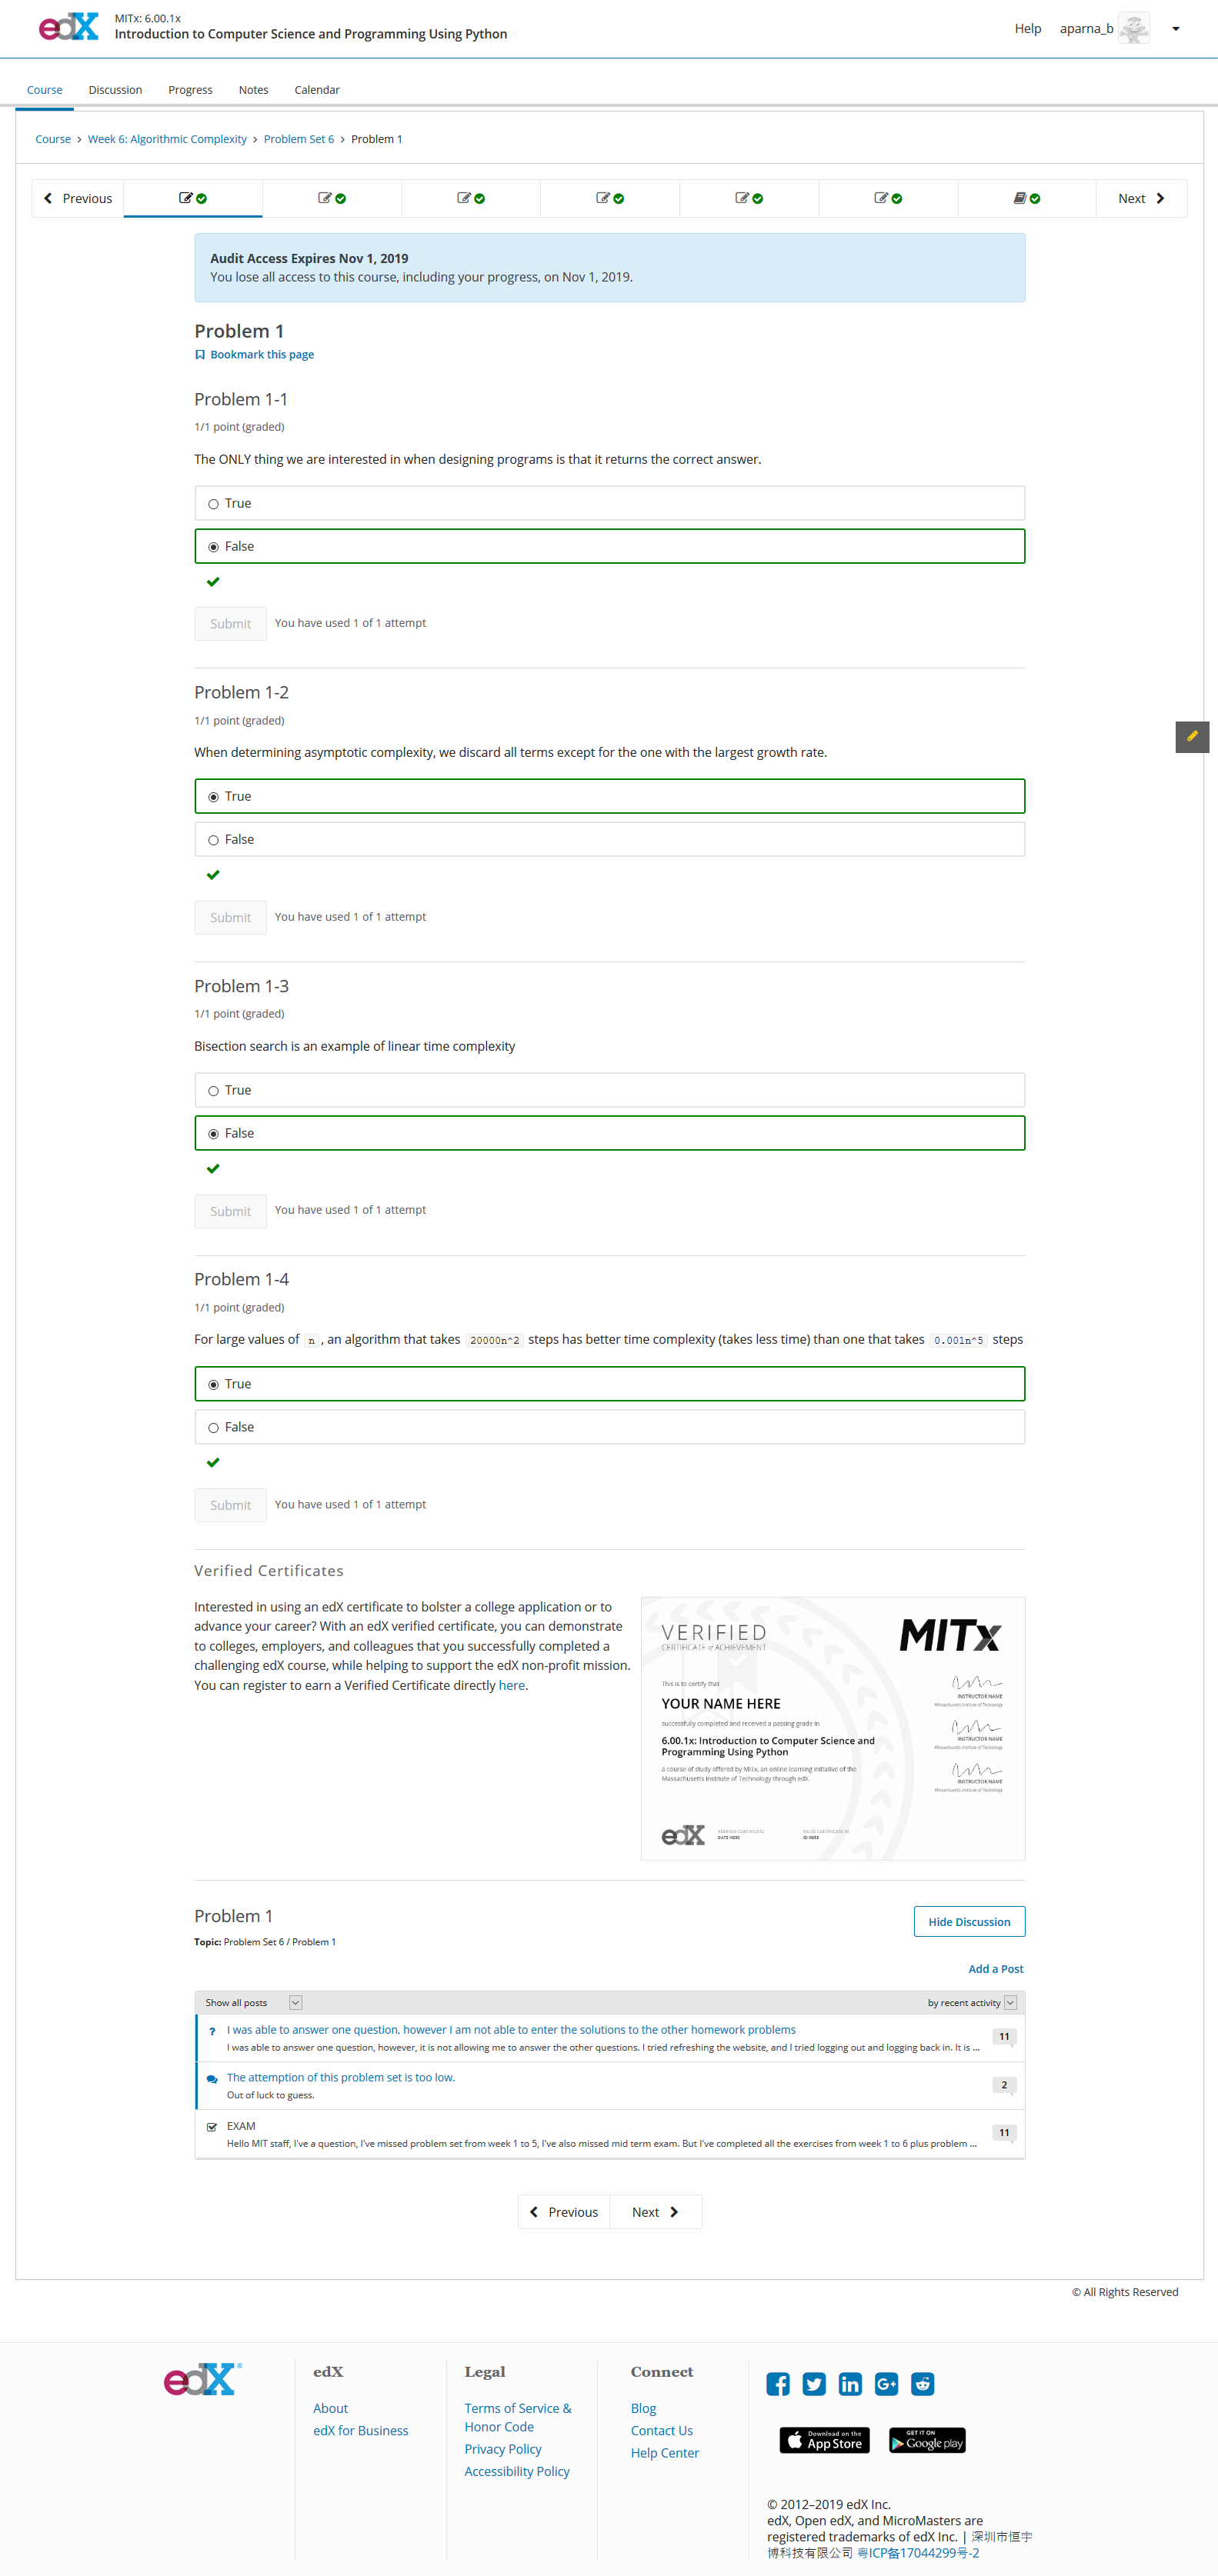 edX
MITx: 6.00.1x
Introduction to Computer Science and Programming Using Python
Help
aparna_b
Course
Discussion
Progress
Notes
Calendar
Course > Week 6: Algorithmic Complexity > Problem Set 6 > Problem 1
Previous
Next
Audit Access Expires Nov 1, 2019
You lose all access to this course, including your progress, on Nov 1, 2019.
Problem 1
Bookmark this page
Problem 1-1
1/1 point (graded)
The ONLY thing we are interested in when designing programs is that it returns the correct answer.
True
False
Submit
You have used 1 of 1 attempt
Problem 1-2
1/1 point (graded)
When determining asymptotic complexity, we discard all terms except for the one with the largest growth rate.
True
False
Submit
You have used 1 of 1 attempt
Problem 1-3
1/1 point (graded)
Bisection search is an example of linear time complexity
True
False
Submit
You have used 1 of 1 attempt
Problem 1-4
1/1 point (graded)
For large values of n , an algorithm that takes 20000n^2 steps has better time complexity (takes less time) than one that takes 0.001n^5 steps
True
False
Submit
You have used 1 of 1 attempt
Verified Certificates
Interested in using an edX certificate to bolster a college application or to
advance your career? With an edX verified certificate, you can demonstrate
to colleges, employers, and colleagues that you successfully completed a
challenging edX course, while helping to support the edX non-profit mission.
You can register to earn a Verified Certificate directly here.
VERIFIED
CERTIFICATE of ACHIEVEMENT
MITx
This is to certify that
YOUR NAME HERE
successfully completed and received a passing grade in
6.00.1x: Introduction to Computer Science and
Programming Using Python
a course of study offered by MITx, an online learning initiative of the
Massachusetts Institute of Technology through edX.
INSTRUCTOR NAME
Massachusetts Institute of Technology
INSTRUCTOR NAME
Massachusetts Institute of Technology
INSTRUCTOR NAME
Massachusetts Institute of Technology
edX
VERIFIED CERTIFICATE
DATE HERE
VALID CERTIFICATE ID
ID HERE
Problem 1
Hide Discussion
Topic: Problem Set 6 / Problem 1
Add a Post
Show all posts
by recent activity
I was able to answer one question, however I am not able to enter the solutions to the other homework problems
I was able to answer one question, however, it is not allowing me to answer the other questions. I tried refreshing the website, and I tried logging out and logging back in. It is ...
11
The attemption of this problem set is too low.
Out of luck to guess.
2
EXAM
Hello MIT staff, I've a question, I've missed problem set from week 1 to 5, I've also missed mid term exam. But I've completed all the exercises from week 1 to 6 plus problem ...
11
Previous
Next
© All Rights Reserved
edX
edX
About
edX for Business
Legal
Terms of Service &
Honor Code
Privacy Policy
Accessibility Policy
Connect
Blog
Contact Us
Help Center
Download on the
App Store
GET IT ON
Google play
© 2012–2019 edX Inc.
edX, Open edX, and MicroMasters are
registered trademarks of edX Inc. | 深圳市恒宇
博科技有限公司 粤ICP备17044299号-2